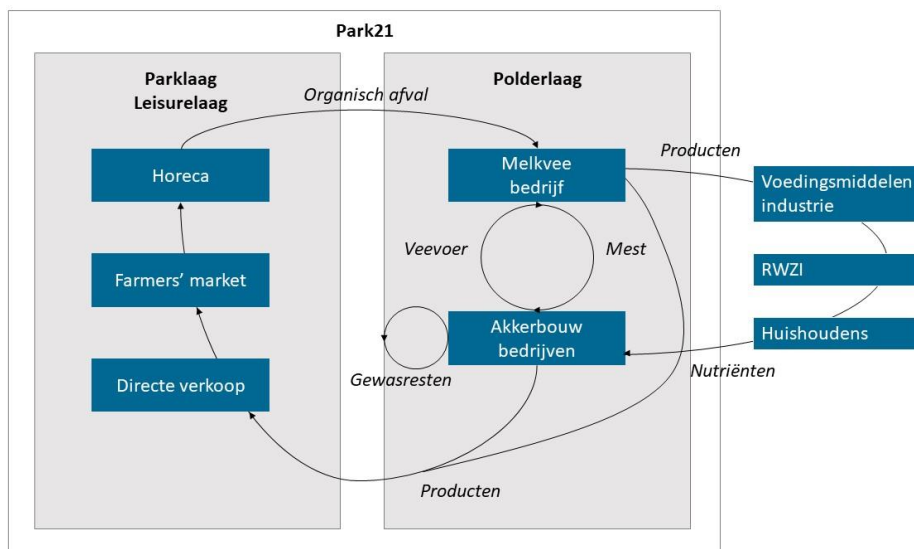 Park21
Parklaag
Leisurelaag
Polderlaag
Organisch afval
Horeca
Melkvee
bedrijf
Producten
Voedingsmiddelen
industrie
Veevoer
Mest
Farmers' market
RWZI
Akkerbouw
bedrijven
Huishoudens
Gewasresten
Nutriënten
Directe verkoop
Producten